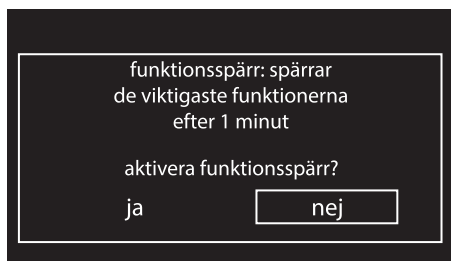 funktionsspärr: spärrar
de viktigaste funktionerna
efter 1 minut
aktivera funktionsspärr?
ja nej